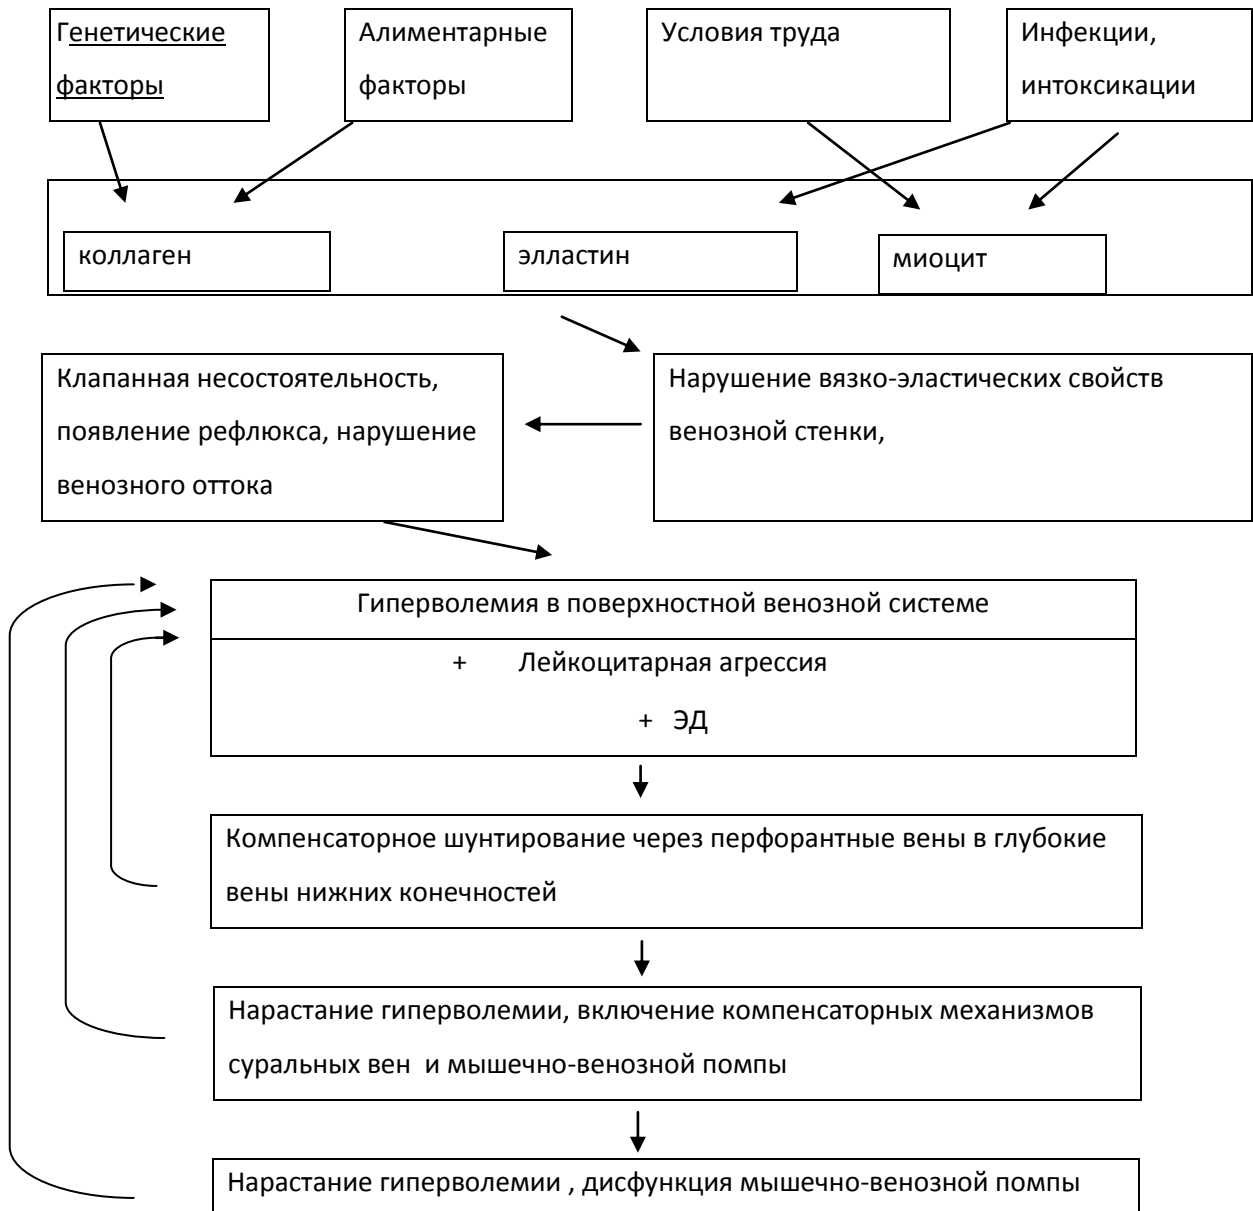 Генетические
факторы
Алиментарные
факторы
Условия труда
Инфекции,
интоксикации
коллаген
элластин
миоцит
Клапанная несостоятельность,
появление рефлюкса, нарушение
венозного оттока
Нарушение вязко-эластических свойств
венозной стенки,
Гиперволемия в поверхностной венозной системе
+ Лейкоцитарная агрессия
+ ЭД
Компенсаторное шунтирование через перфорантные вены в глубокие
вены нижних конечностей
Нарастание гиперволемии, включение компенсаторных механизмов
суральных вен и мышечно-венозной помпы
Нарастание гиперволемии , дисфункция мышечно-венозной помпы